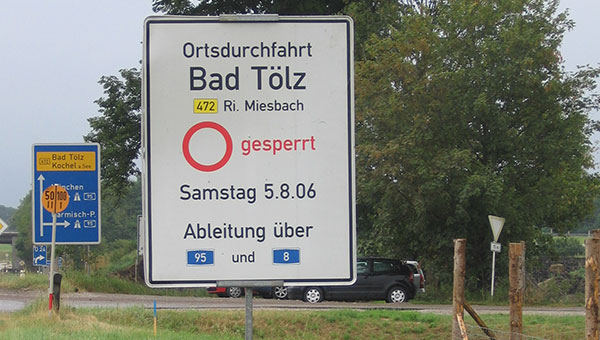 Ortsdurchfahrt
Bad Tölz
472 Ri. Miesbach
gesperrt
Samstag 5.8.06
Ableitung über
95 und 8
472 Bad Tölz
Kochel a. See
95
50 100
95